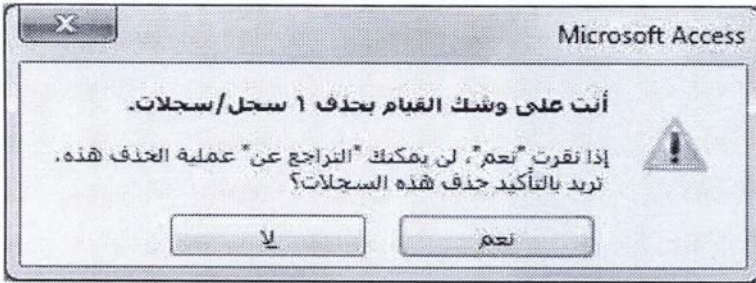 Microsoft Access
أنت على وشك القيام بحذف ١ سجل/سجلات.
إذا نقرت "نعم"، لن يمكنك "التراجع عن" عملية الحذف هذه.
تريد بالتأكيد حذف هذه السجلات؟
نعم
لا